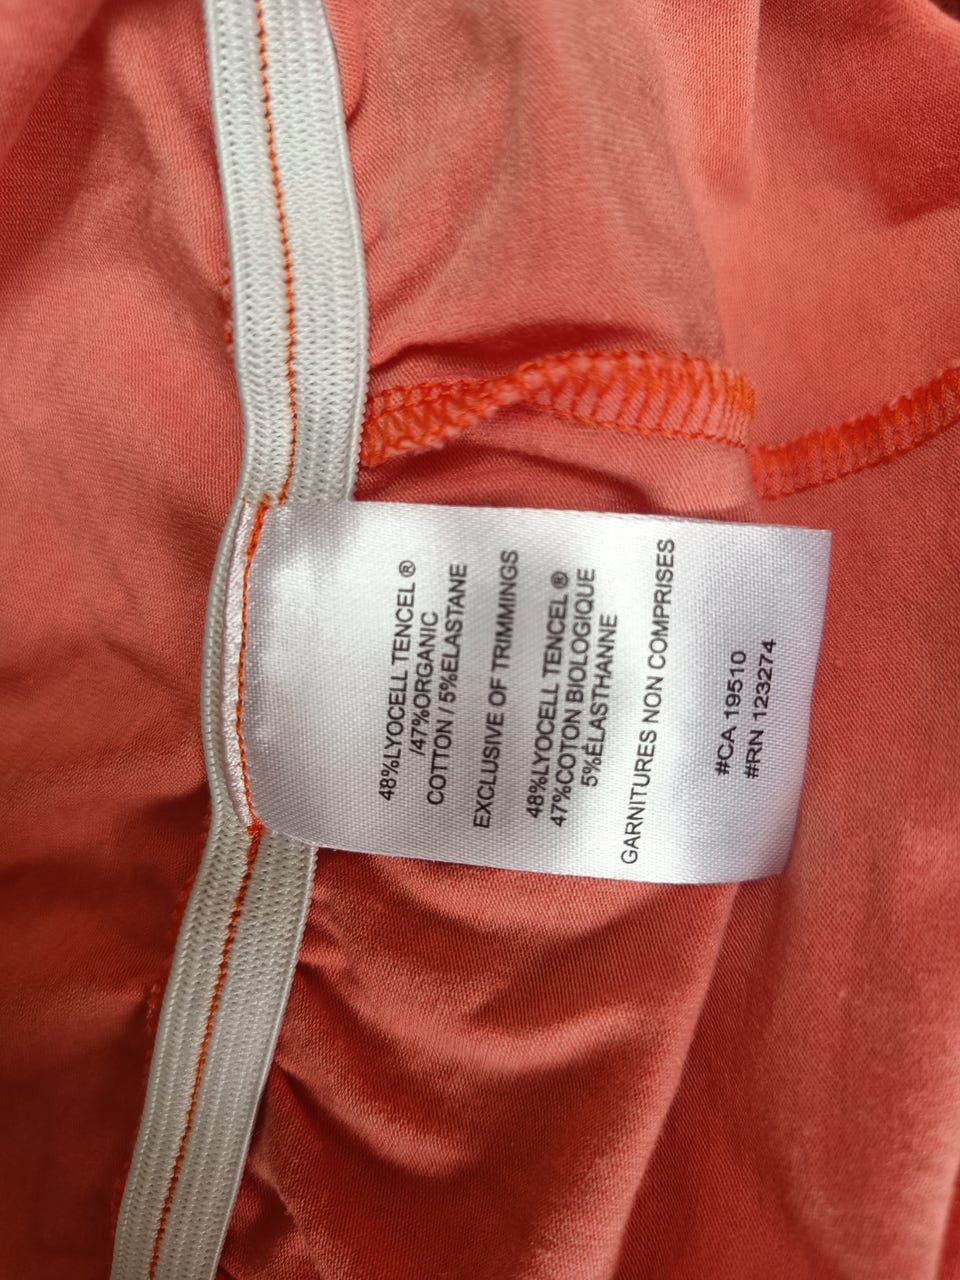 48%LYOCELL TENCEL®
/47%ORGANIC
COTTON / 5%ELASTANE
EXCLUSIVE OF TRIMMINGS
48%LYOCELL TENCEL®
47%COTON BIOLOGIQUE
5%ÉLASTHANNE
GARNITURES NON COMPRISES
#CA 19510
#RN 123274